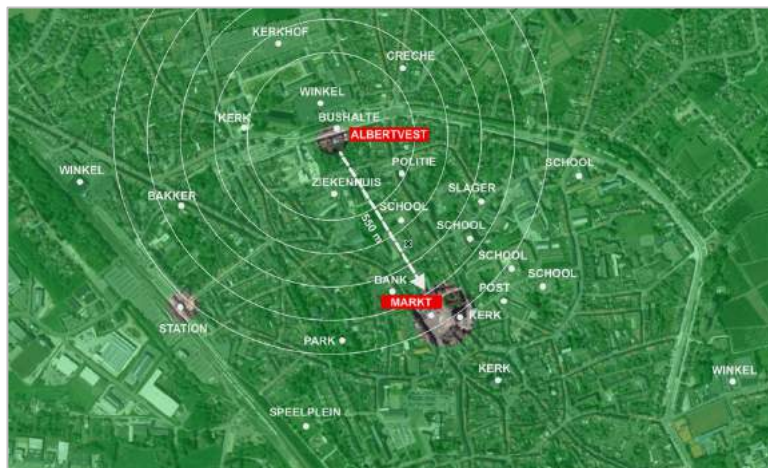 KERKHOF
CRECHE
WINKEL
BUSHALTE
KERK
ALBERTVEST
POLITIE
WINKEL
SCHOOL
ZIEKENHUIS
BAKKER
SLAGER
SCHOOL
550 m
SCHOOL
SCHOOL
BANK
SCHOOL
POST
MARKT
KERK
STATION
PARK
KERK
WINKEL
SPEELPLEIN